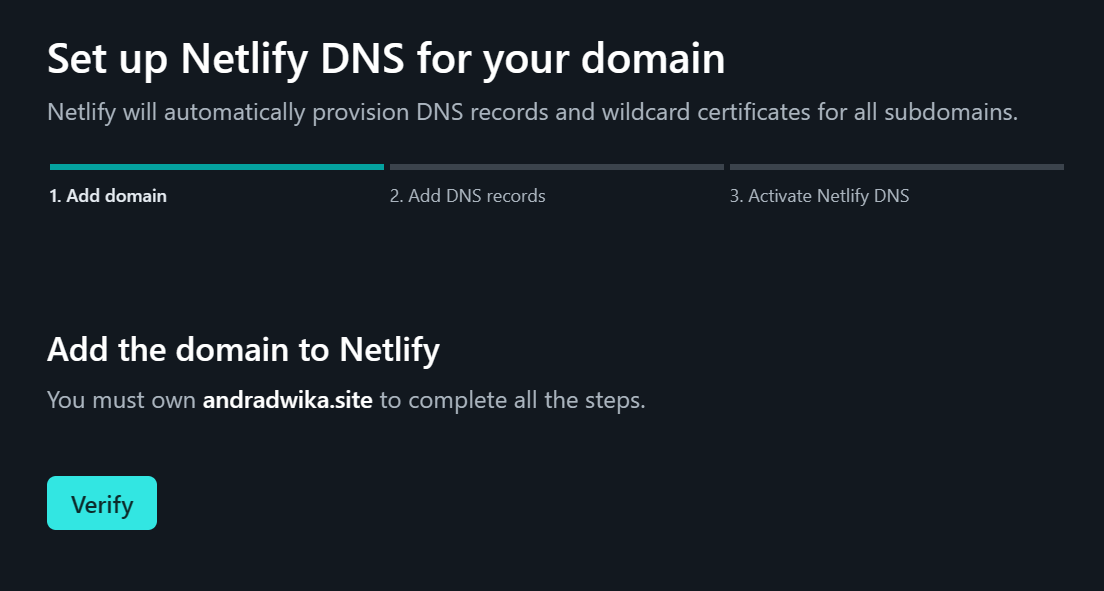 Set up Netlify DNS for your domain
Netlify will automatically provision DNS records and wildcard certificates for all subdomains.
1. Add domain
2. Add DNS records
3. Activate Netlify DNS
Add the domain to Netlify
You must own andradwika.site to complete all the steps.
Verify